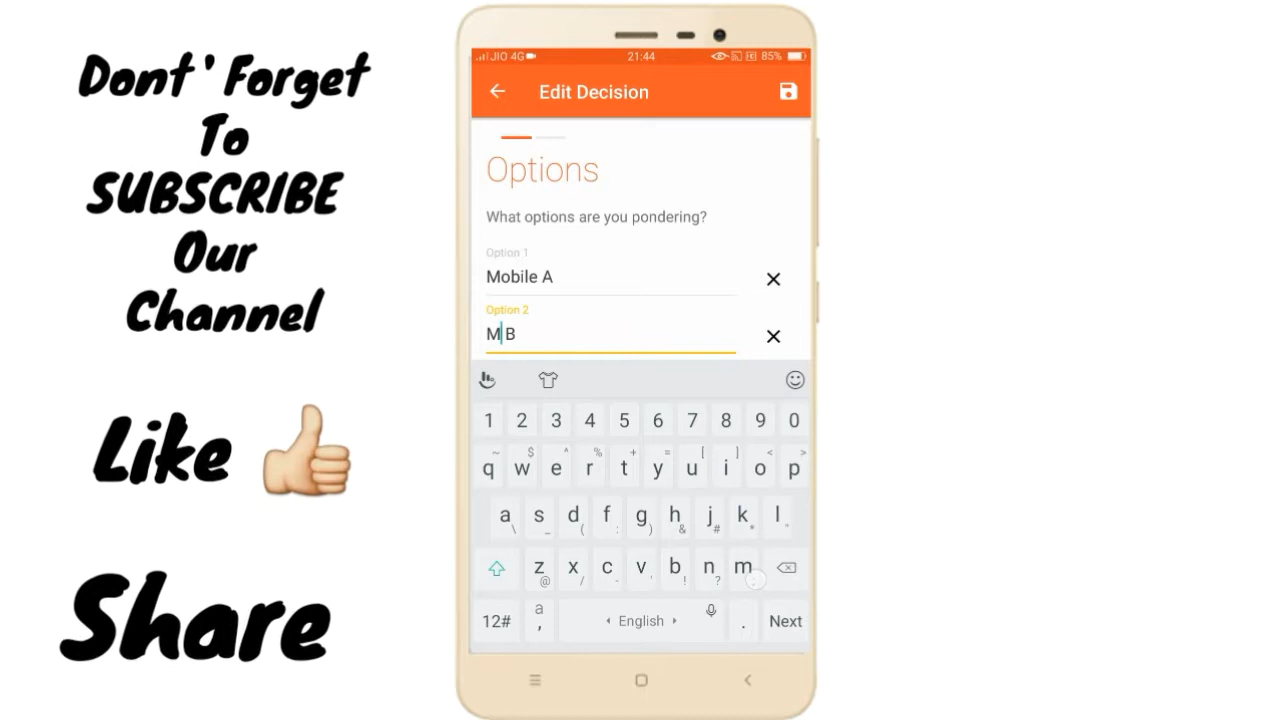 Dont' Forget
To
SUBSCRIBE
Our
Channel
Like 👍
Share
JIO 4G 21:44 85%
Edit Decision
Options
What options are you pondering?
Option 1
Mobile A
Option 2
M B
1 2 3 4 5 6 7 8 9 0
~ $ ^ % + = [ ] < >
q w e r t y u i o p
a s d f g h j k l
\ _ ( : ) & # * "
z x c v b n m
@ / - ' ! ?
12# a , English . Next